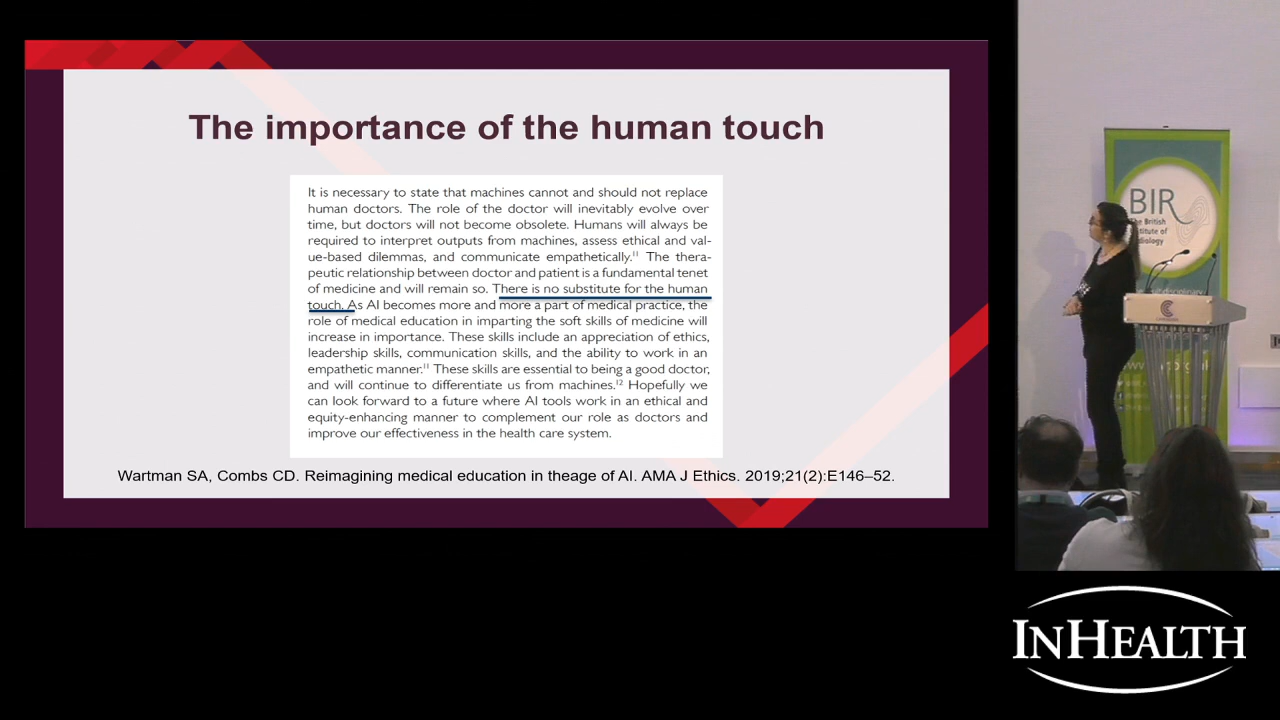 The importance of the human touch
It is necessary to state that machines cannot and should not replace
human doctors. The role of the doctor will inevitably evolve over
time, but doctors will not become obsolete. Humans will always be
required to interpret outputs from machines, assess ethical and val-
ue-based dilemmas, and communicate empathetically.11 The thera-
peutic relationship between doctor and patient is a fundamental tenet
of medicine and will remain so. There is no substitute for the human
touch. As AI becomes more and more a part of medical practice, the
role of medical education in imparting the soft skills of medicine will
increase in importance. These skills include an appreciation of ethics,
leadership skills, communication skills, and the ability to work in an
empathetic manner.11 These skills are essential to being a good doctor,
and will continue to differentiate us from machines.12 Hopefully we
can look forward to a future where AI tools work in an ethical and
equity-enhancing manner to complement our role as doctors and
improve our effectiveness in the health care system.
Wartman SA, Combs CD. Reimagining medical education in theage of AI. AMA J Ethics. 2019;21(2):E146–52.
BIR
The British
Institute of
INHEALTH